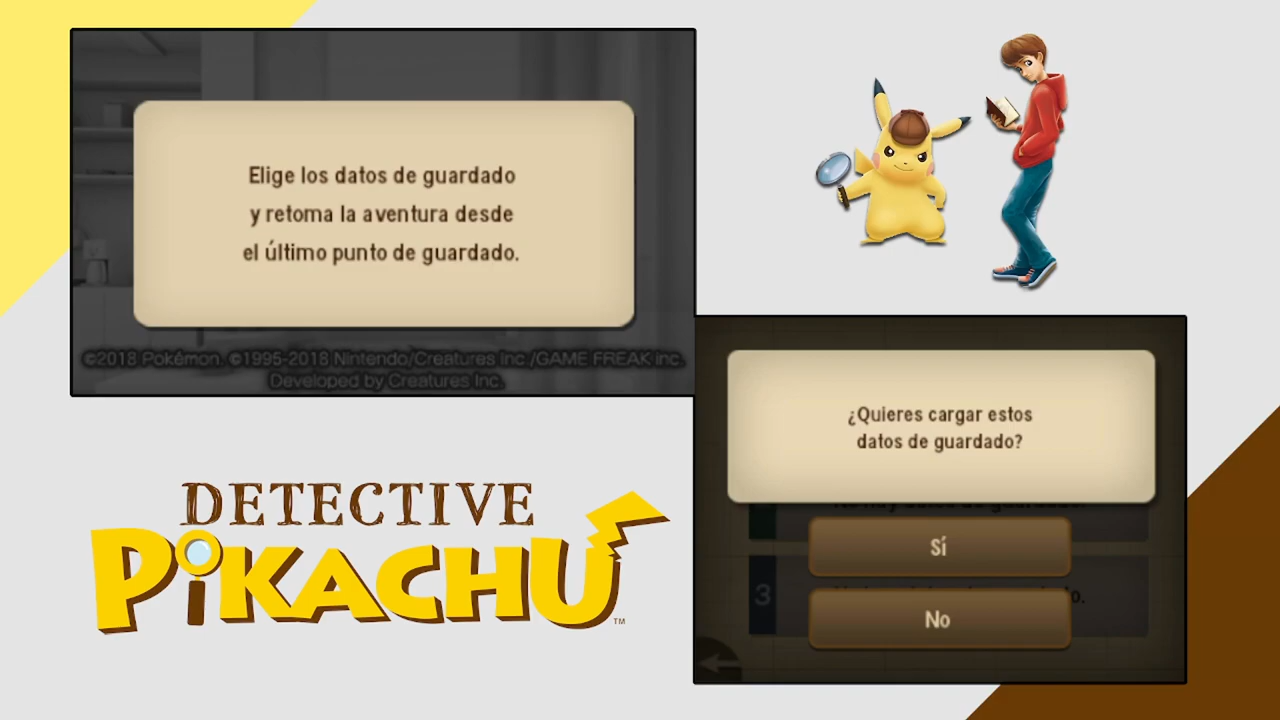 Elige los datos de guardado
y retoma la aventura desde
el último punto de guardado.
©2018 Pokémon. ©1995-2018 Nintendo/Creatures Inc./GAME FREAK inc.
Developed by Creatures Inc.
¿Quieres cargar estos
datos de guardado?
Sí
3
No
DETECTIVE
PiKACHU
TM